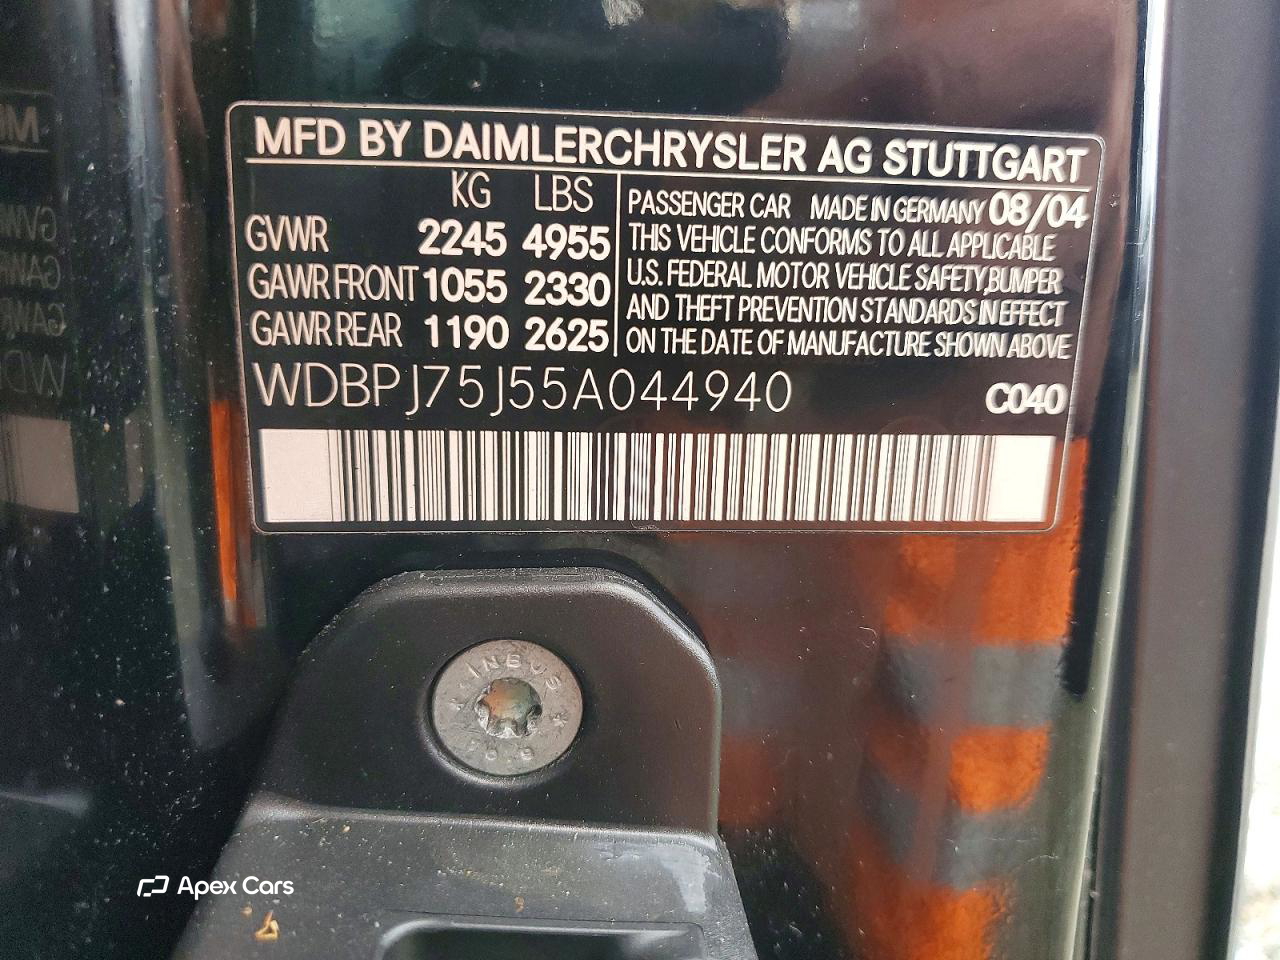 MFD BY DAIMLERCHRYSLER AG STUTTGART
KG LBS
GVWR 2245 4955
GAWR FRONT 1055 2330
GAWR REAR 1190 2625
PASSENGER CAR MADE IN GERMANY 08/04
THIS VEHICLE CONFORMS TO ALL APPLICABLE
U.S. FEDERAL MOTOR VEHICLE SAFETY, BUMPER
AND THEFT PREVENTION STANDARDS IN EFFECT
ON THE DATE OF MANUFACTURE SHOWN ABOVE
WDBPJ75J55A044940 C040
INBUS
Apex Cars